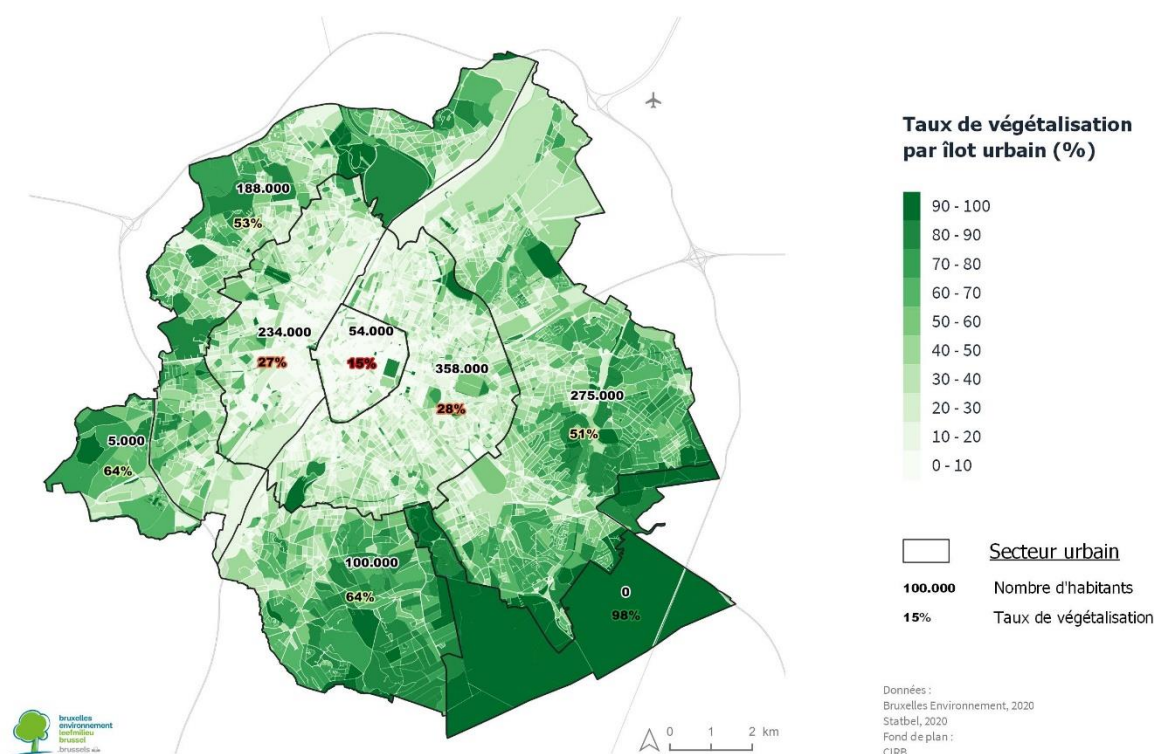 Taux de végétalisation
par îlot urbain (%)
90 - 100
80 - 90
70 - 80
60 - 70
50 - 60
40 - 50
30 - 40
20 - 30
10 - 20
0 - 10
Secteur urbain
100.000 Nombre d'habitants
15% Taux de végétalisation
Données :
Bruxelles Environnement, 2020
Statbel, 2020
Fond de plan :
CIRB
188.000
53%
234.000
27%
54.000
15%
358.000
28%
275.000
51%
5.000
64%
100.000
64%
0
98%
0 1 2 km
bruxelles
environnement
leefmilieu
brussel
.brussels